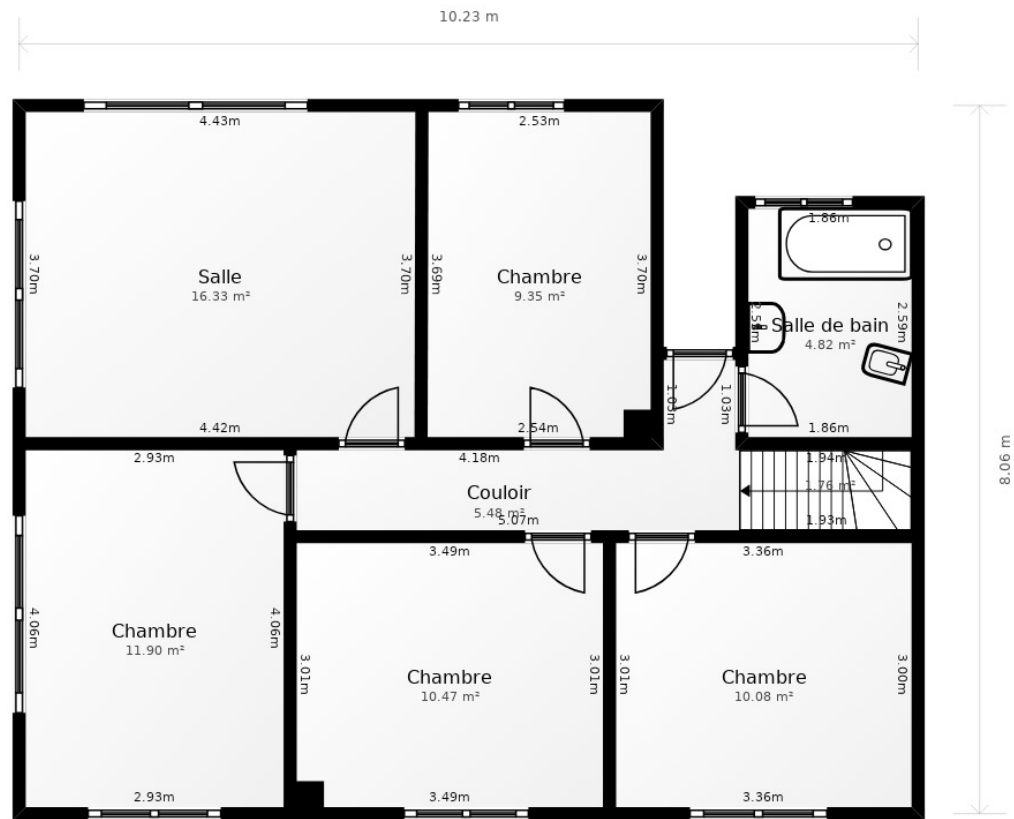 10.23 m
4.43m
2.53m
1.86m
3.70m
3.70m
3.69m
3.70m
Salle
16.33 m²
Chambre
9.35 m²
2.59m
Salle de bain
4.82 m²
1.03m
1.03m
4.42m
2.54m
1.86m
8.06 m
2.93m
4.18m
1.94m
Couloir
5.48 m²
5.07m
1.76 m²
1.93m
3.49m
3.36m
4.06m
4.06m
Chambre
11.90 m²
3.01m
3.01m
3.01m
3.00m
Chambre
10.47 m²
Chambre
10.08 m²
2.93m
3.49m
3.36m